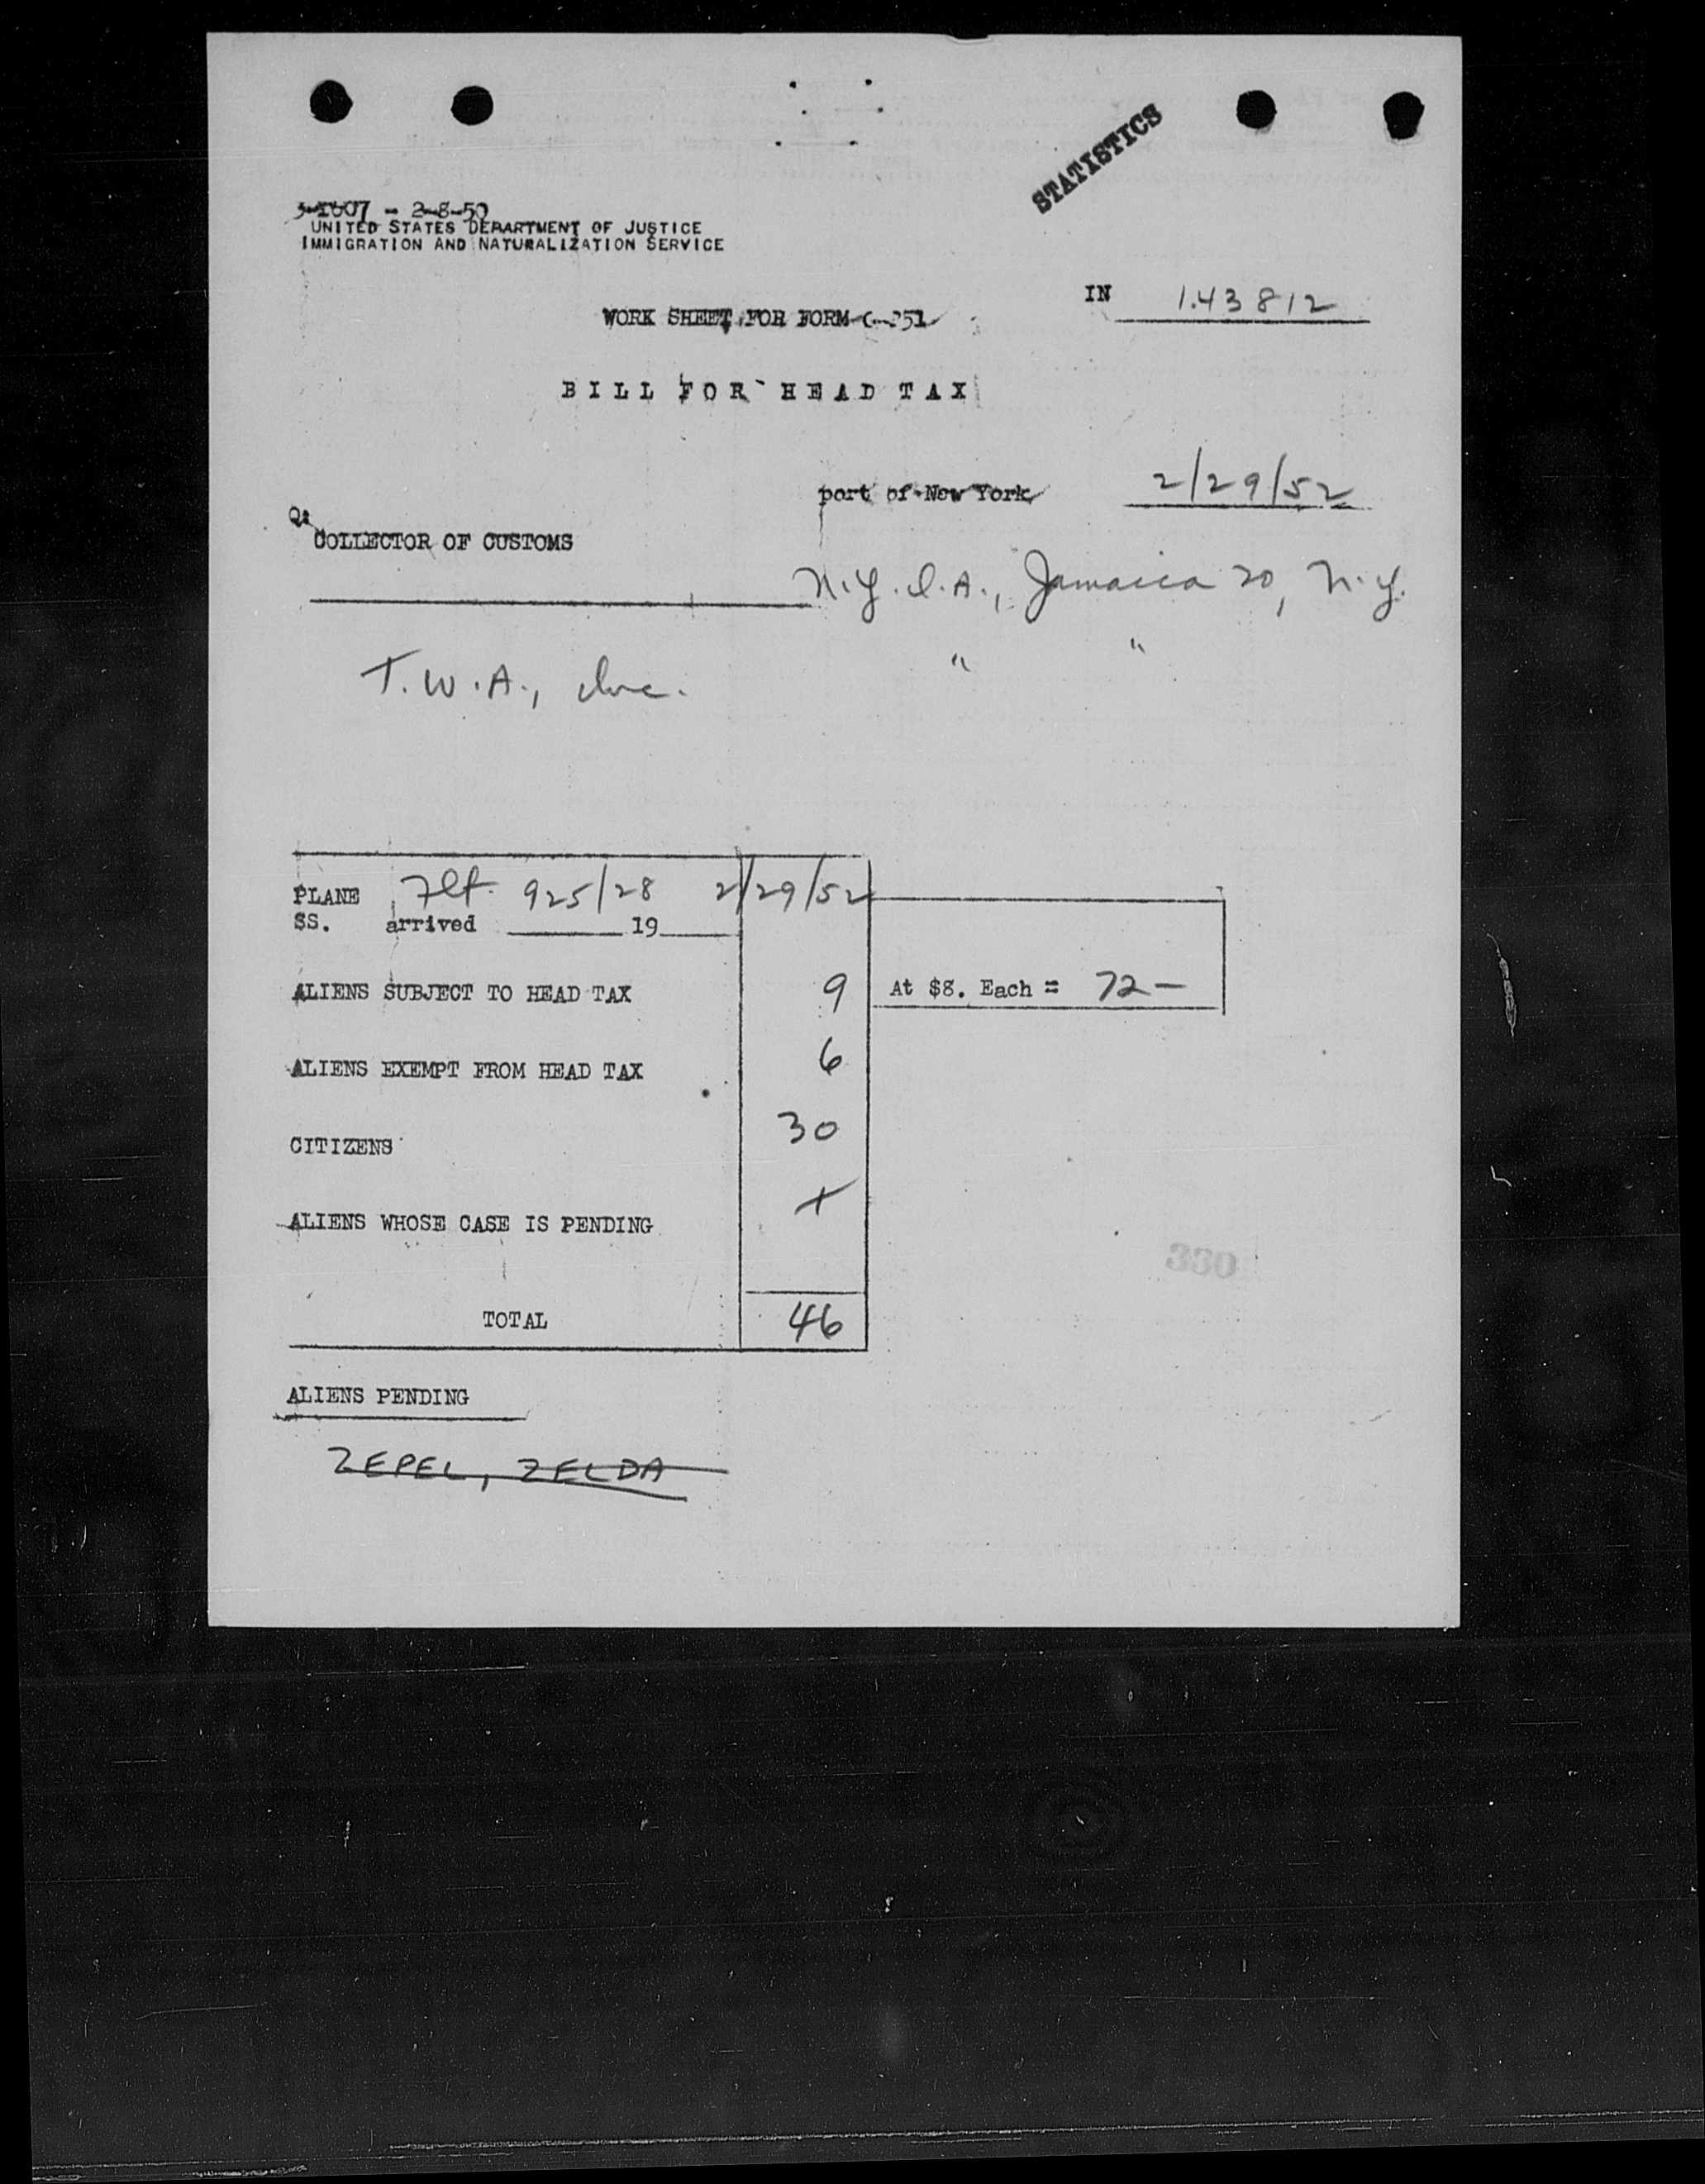 STATISTICS
3-1607 - 2-8-50
UNITED STATES DEPARTMENT OF JUSTICE
IMMIGRATION AND NATURALIZATION SERVICE
IN 1.43812
WORK SHEET FOR FORM C-251
BILL FOR HEAD TAX
port of New York 2/29/52
COLLECTOR OF CUSTOMS
N.Y.I.A., Jamaica 20, N.Y.
T.W.A., Inc. " "
PLANE Flt. 925/28 2/29/52
SS. arrived 19
ALIENS SUBJECT TO HEAD TAX 9 At $8. Each = 72-
ALIENS EXEMPT FROM HEAD TAX 6
CITIZENS 30
ALIENS WHOSE CASE IS PENDING
330
TOTAL 46
ALIENS PENDING
ZEPEL, ZELDA